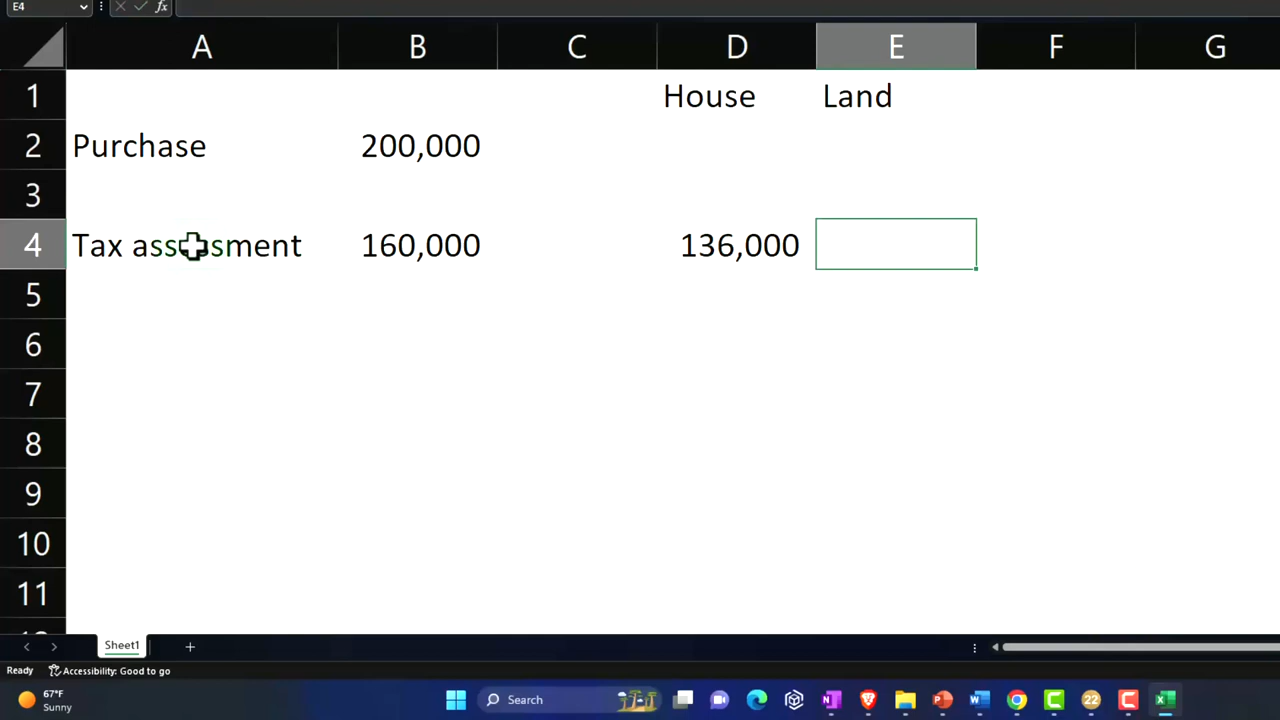 E4
fx
A B C D E F G
1 House Land
2 Purchase 200,000
3
4 Tax assessment 160,000 136,000
5
6
7
8
9
10
11
Sheet1
Ready Accessibility: Good to go
67°F
Sunny
Search
22